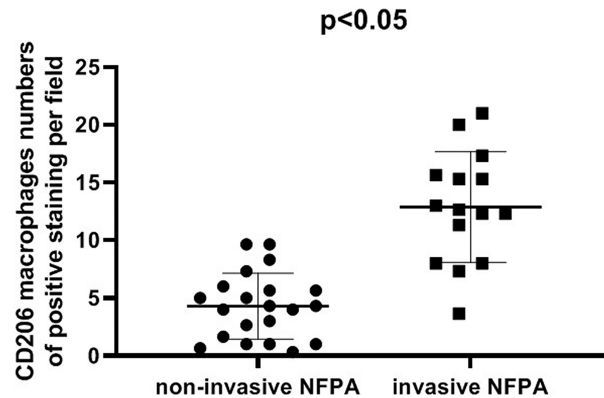 p<0.05
CD206 macrophages numbers
of positive staining per field
25
20
15
10
5
0
non-invasive NFPA
invasive NFPA